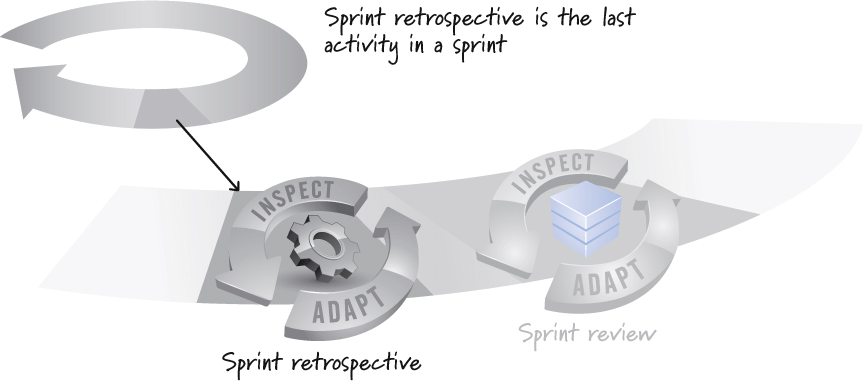 Sprint retrospective is the last
activity in a sprint
INSPECT
ADAPT
Sprint retrospective
INSPECT
ADAPT
Sprint review